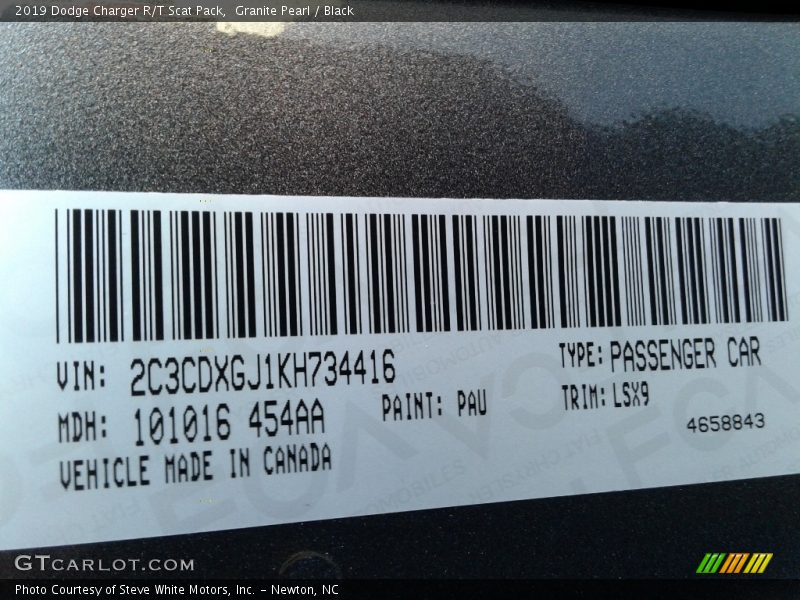 2019 Dodge Charger R/T Scat Pack, Granite Pearl / Black
VIN: 2C3CDXGJ1KH734416
TYPE: PASSENGER CAR
MDH: 101016 454AA
PAINT: PAU
TRIM: LSX9
4658843
VEHICLE MADE IN CANADA
GTCARLOT.COM
Photo Courtesy of Steve White Motors, Inc. – Newton, NC